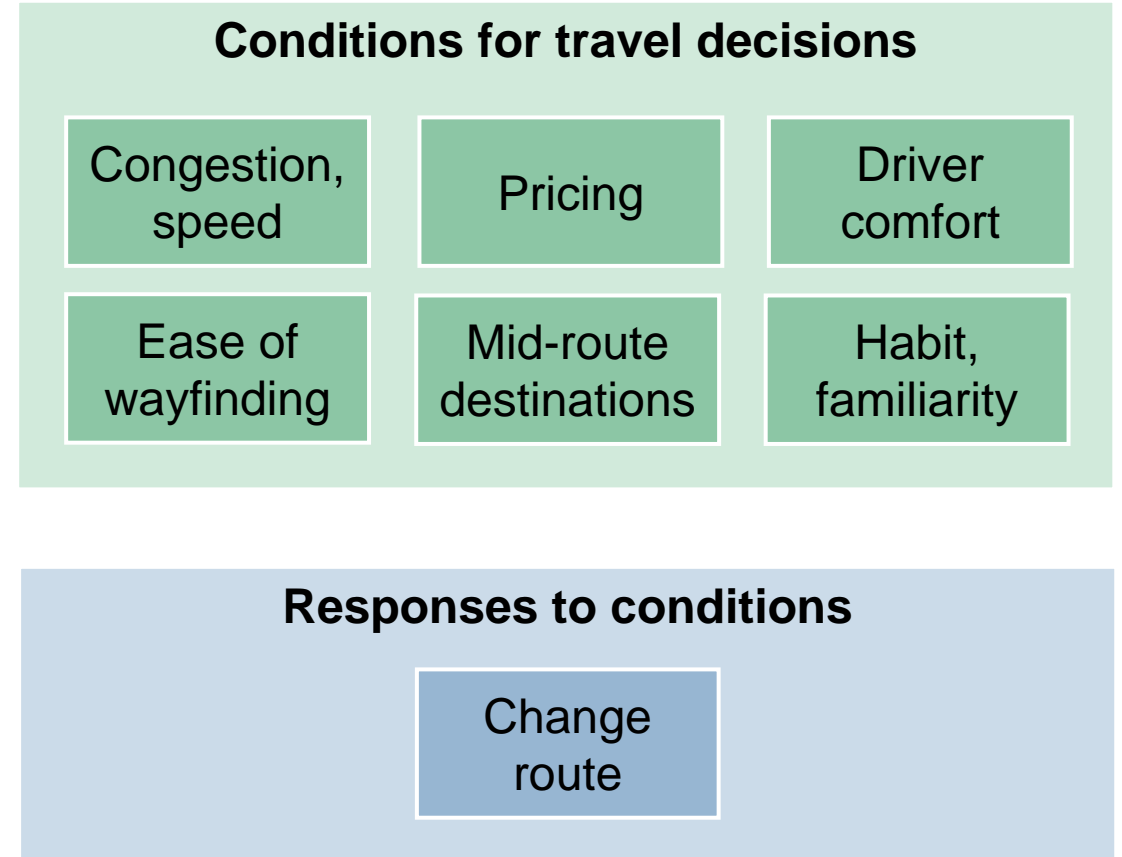 Conditions for travel decisions
Congestion,
speed
Pricing
Driver
comfort
Ease of
wayfinding
Mid-route
destinations
Habit,
familiarity
Responses to conditions
Change
route